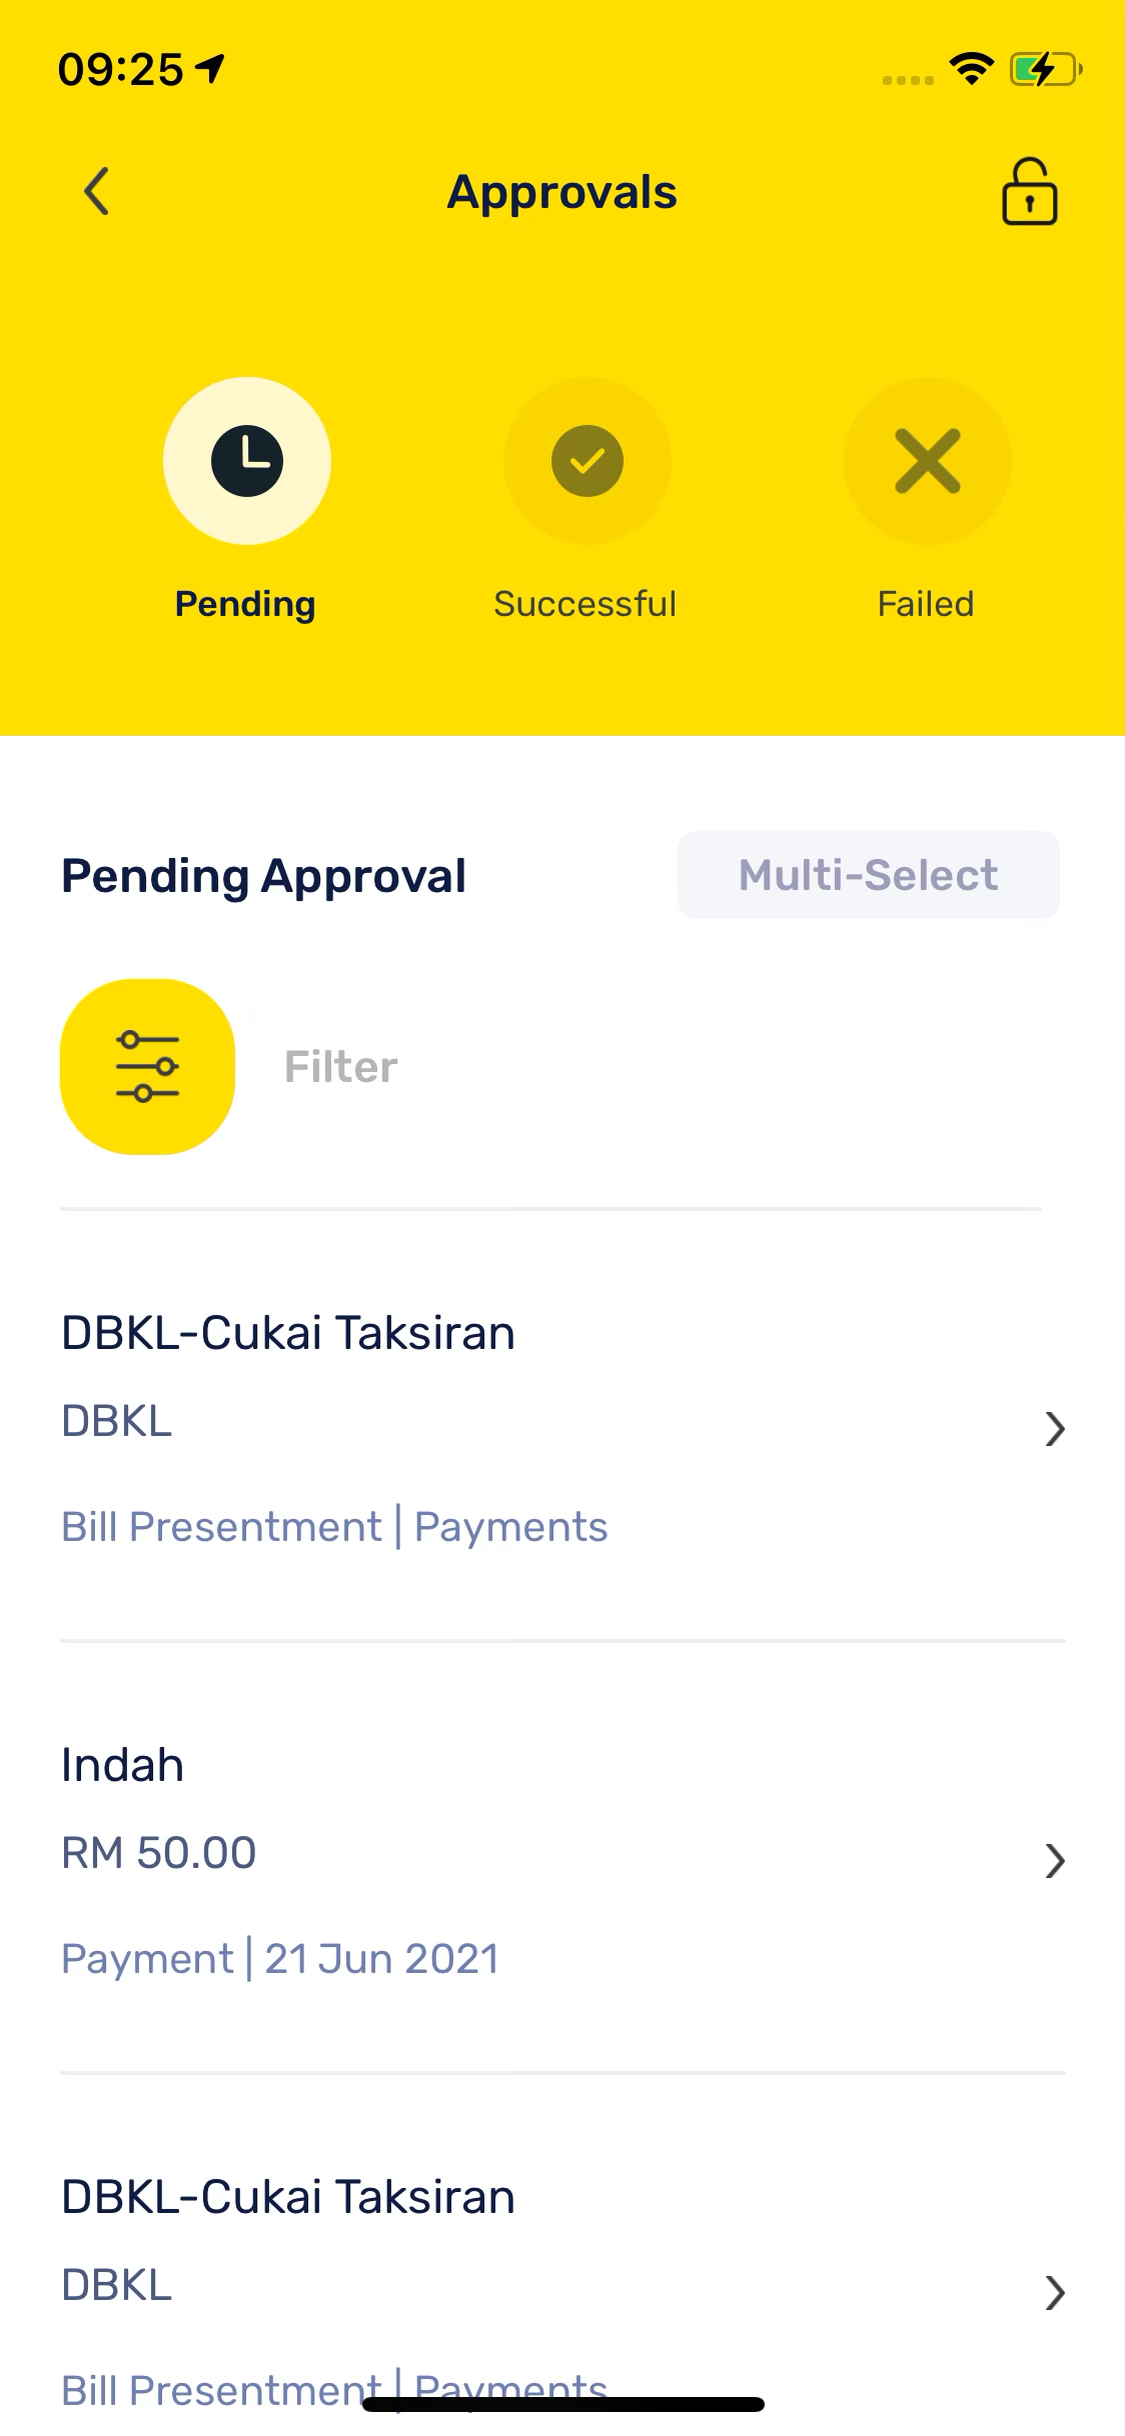 09:25
Approvals
Pending
Successful
Failed
Pending Approval
Multi-Select
Filter
DBKL-Cukai Taksiran
DBKL
Bill Presentment | Payments
Indah
RM 50.00
Payment | 21 Jun 2021
DBKL-Cukai Taksiran
DBKL
Bill Presentment | Payments